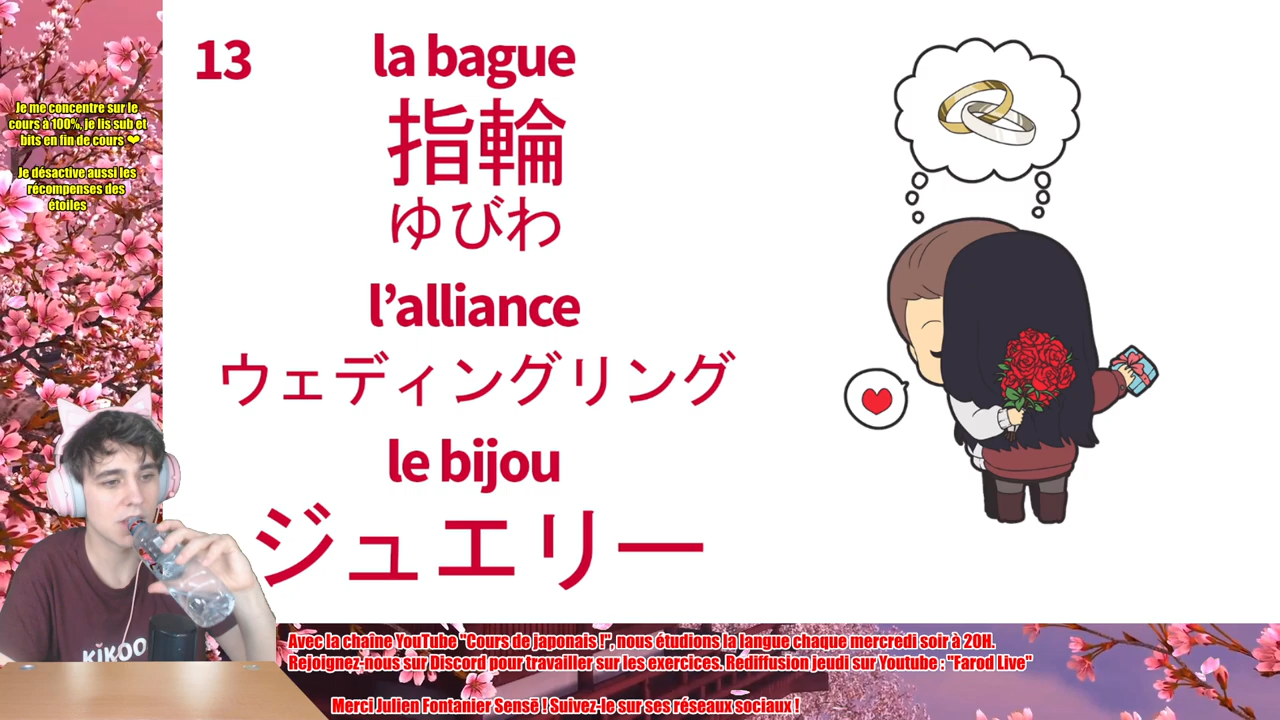 Je me concentre sur le
cours à 100%, je lis sub et
bits en fin de cours ❤
Je désactive aussi les
récompenses des
étoiles
13
la bague
指輪
ゆびわ
l’alliance
ウェディングリング
le bijou
ジュエリー
KÏKOO
Avec la chaîne YouTube "Cours de japonais !", nous étudions la langue chaque mercredi soir à 20H.
Rejoignez-nous sur Discord pour travailler sur les exercices. Rediffusion jeudi sur Youtube : "Farod Live"
Merci Julien Fontanier Sensē ! Suivez-le sur ses réseaux sociaux !